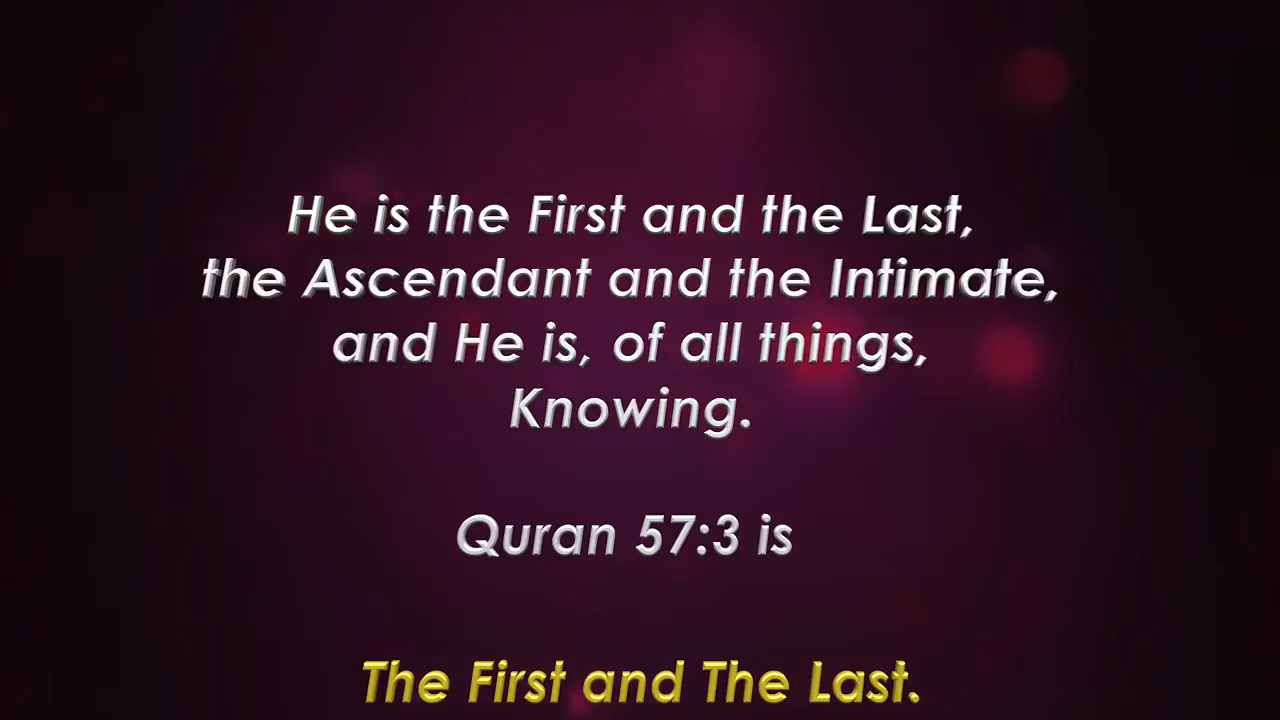 He is the First and the Last,
the Ascendant and the Intimate,
and He is, of all things,
Knowing.
Quran 57:3 is
The First and The Last.